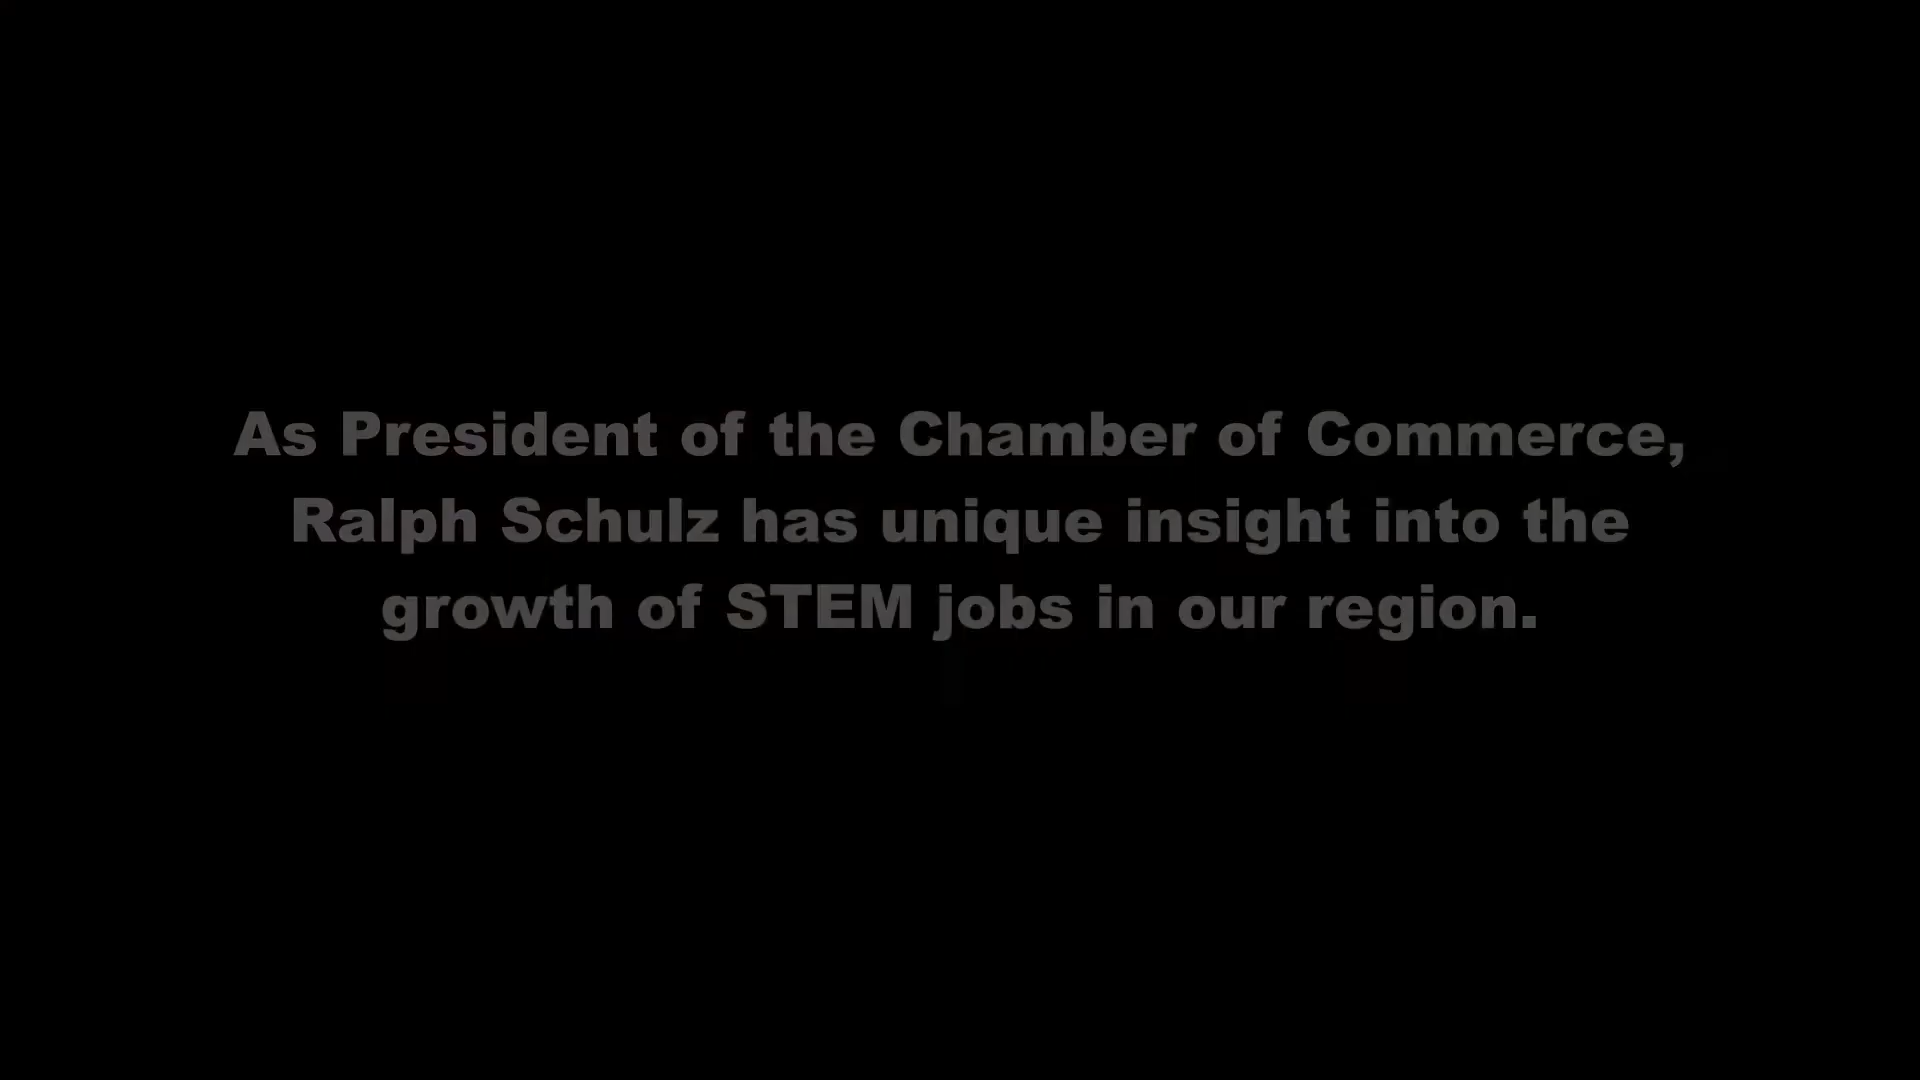 As President of the Chamber of Commerce,
Ralph Schulz has unique insight into the
growth of STEM jobs in our region.